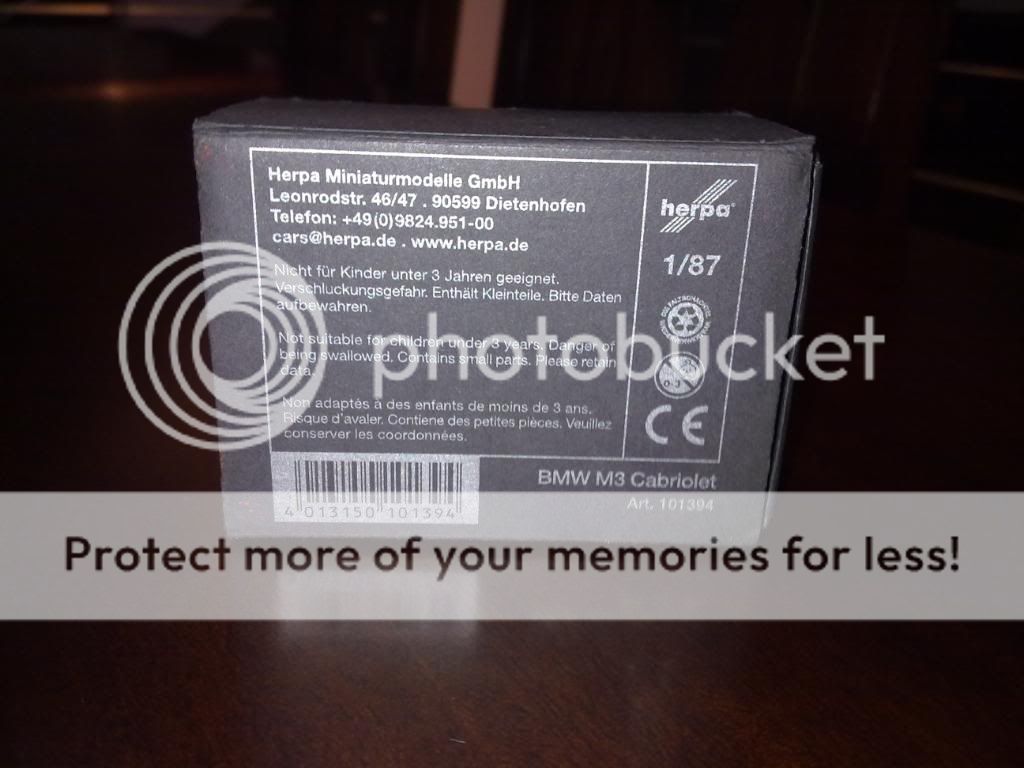 Herpa Miniaturmodelle GmbH
Leonrodstr. 46/47 . 90599 Dietenhofen
Telefon: +49(0)9824.951-00
cars@herpa.de . www.herpa.de
Nicht für Kinder unter 3 Jahren geeignet.
Verschluckungsgefahr. Enthält Kleinteile. Bitte Daten
aufbewahren.
Not suitable for children under 3 years. Danger of
being swallowed. Contains small parts. Please retain
data.
Non adaptés à des enfants de moins de 3 ans.
Risque d'avaler. Contiene des petites pièces. Veuillez
conserver les coordonnées.
herpa®
1/87
0-3
CE
BMW M3 Cabriolet
Art. 101394
4 013150 101394
photobucket
Protect more of your memories for less!